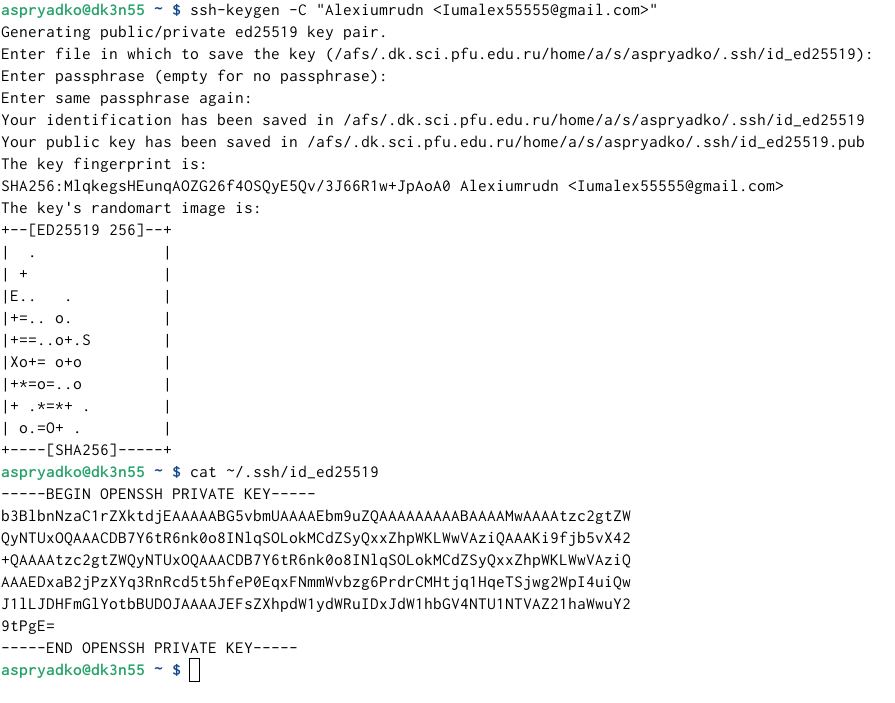 aspryadko@dk3n55 ~ $ ssh-keygen -C "Alexiumrudn <Iumalex55555@gmail.com>"
Generating public/private ed25519 key pair.
Enter file in which to save the key (/afs/.dk.sci.pfu.edu.ru/home/a/s/aspryadko/.ssh/id_ed25519):
Enter passphrase (empty for no passphrase):
Enter same passphrase again:
Your identification has been saved in /afs/.dk.sci.pfu.edu.ru/home/a/s/aspryadko/.ssh/id_ed25519
Your public key has been saved in /afs/.dk.sci.pfu.edu.ru/home/a/s/aspryadko/.ssh/id_ed25519.pub
The key fingerprint is:
SHA256:MlqkegsHEunqAOZG26f4OSQyE5Qv/3J66R1w+JpAoA0 Alexiumrudn <Iumalex55555@gmail.com>
The key's randomart image is:
+--[ED25519 256]--+
|  .              |
| +               |
|E..   .          |
|+=.. o.          |
|+==..o+.S        |
|Xo+= o+o         |
|+*=o=..o         |
|+ .*=*+ .        |
| o.=O+ .         |
+----[SHA256]-----+
aspryadko@dk3n55 ~ $ cat ~/.ssh/id_ed25519
-----BEGIN OPENSSH PRIVATE KEY-----
b3BlbnNzaC1rZXktdjEAAAAABG5vbmUAAAAEbm9uZQAAAAAAAAABAAAAMwAAAAtzc2gtZW
QyNTUxOQAAACDB7Y6tR6nk0o8INlqSOLokMCdZSyQxxZhpWKLWwVAziQAAAKi9fjb5vX42
+QAAAAtzc2gtZWQyNTUxOQAAACDB7Y6tR6nk0o8INlqSOLokMCdZSyQxxZhpWKLWwVAziQ
AAAEDxaB2jPzXYq3RnRcd5t5hfeP0EqxFNmmWvbzg6PrdrCMHtjq1HqeTSjwg2WpI4uiQw
J1lLJDHFmGlYotbBUDOJAAAAJEFsZXhpdW1ydWRuIDxJdW1hbGV4NTU1NTVAZ21haWwuY2
9tPgE=
-----END OPENSSH PRIVATE KEY-----
aspryadko@dk3n55 ~ $